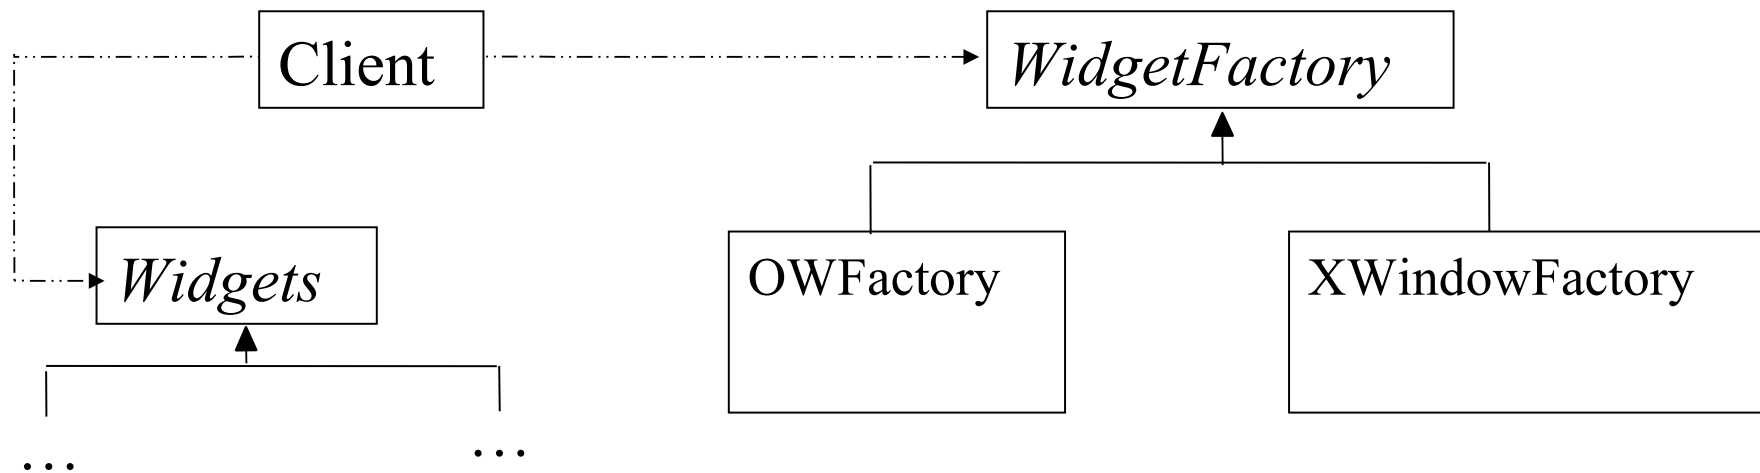 Client
WidgetFactory
Widgets
OWFactory
XWindowFactory
...
...